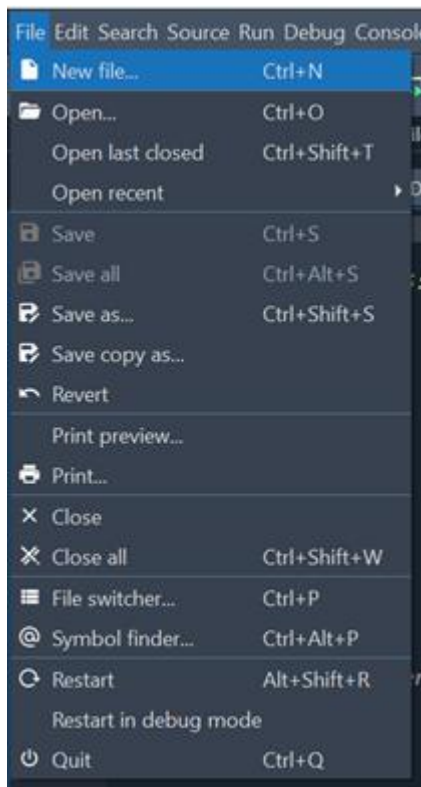 File Edit Search Source Run Debug
New file... Ctrl+N
Open... Ctrl+O
Open last closed Ctrl+Shift+T
Open recent
Save Ctrl+S
Save all Ctrl+Alt+S
Save as... Ctrl+Shift+S
Save copy as...
Revert
Print preview...
Print...
Close
Close all Ctrl+Shift+W
File switcher... Ctrl+P
@ Symbol finder... Ctrl+Alt+P
Restart Alt+Shift+R
Restart in debug mode
Quit Ctrl+Q